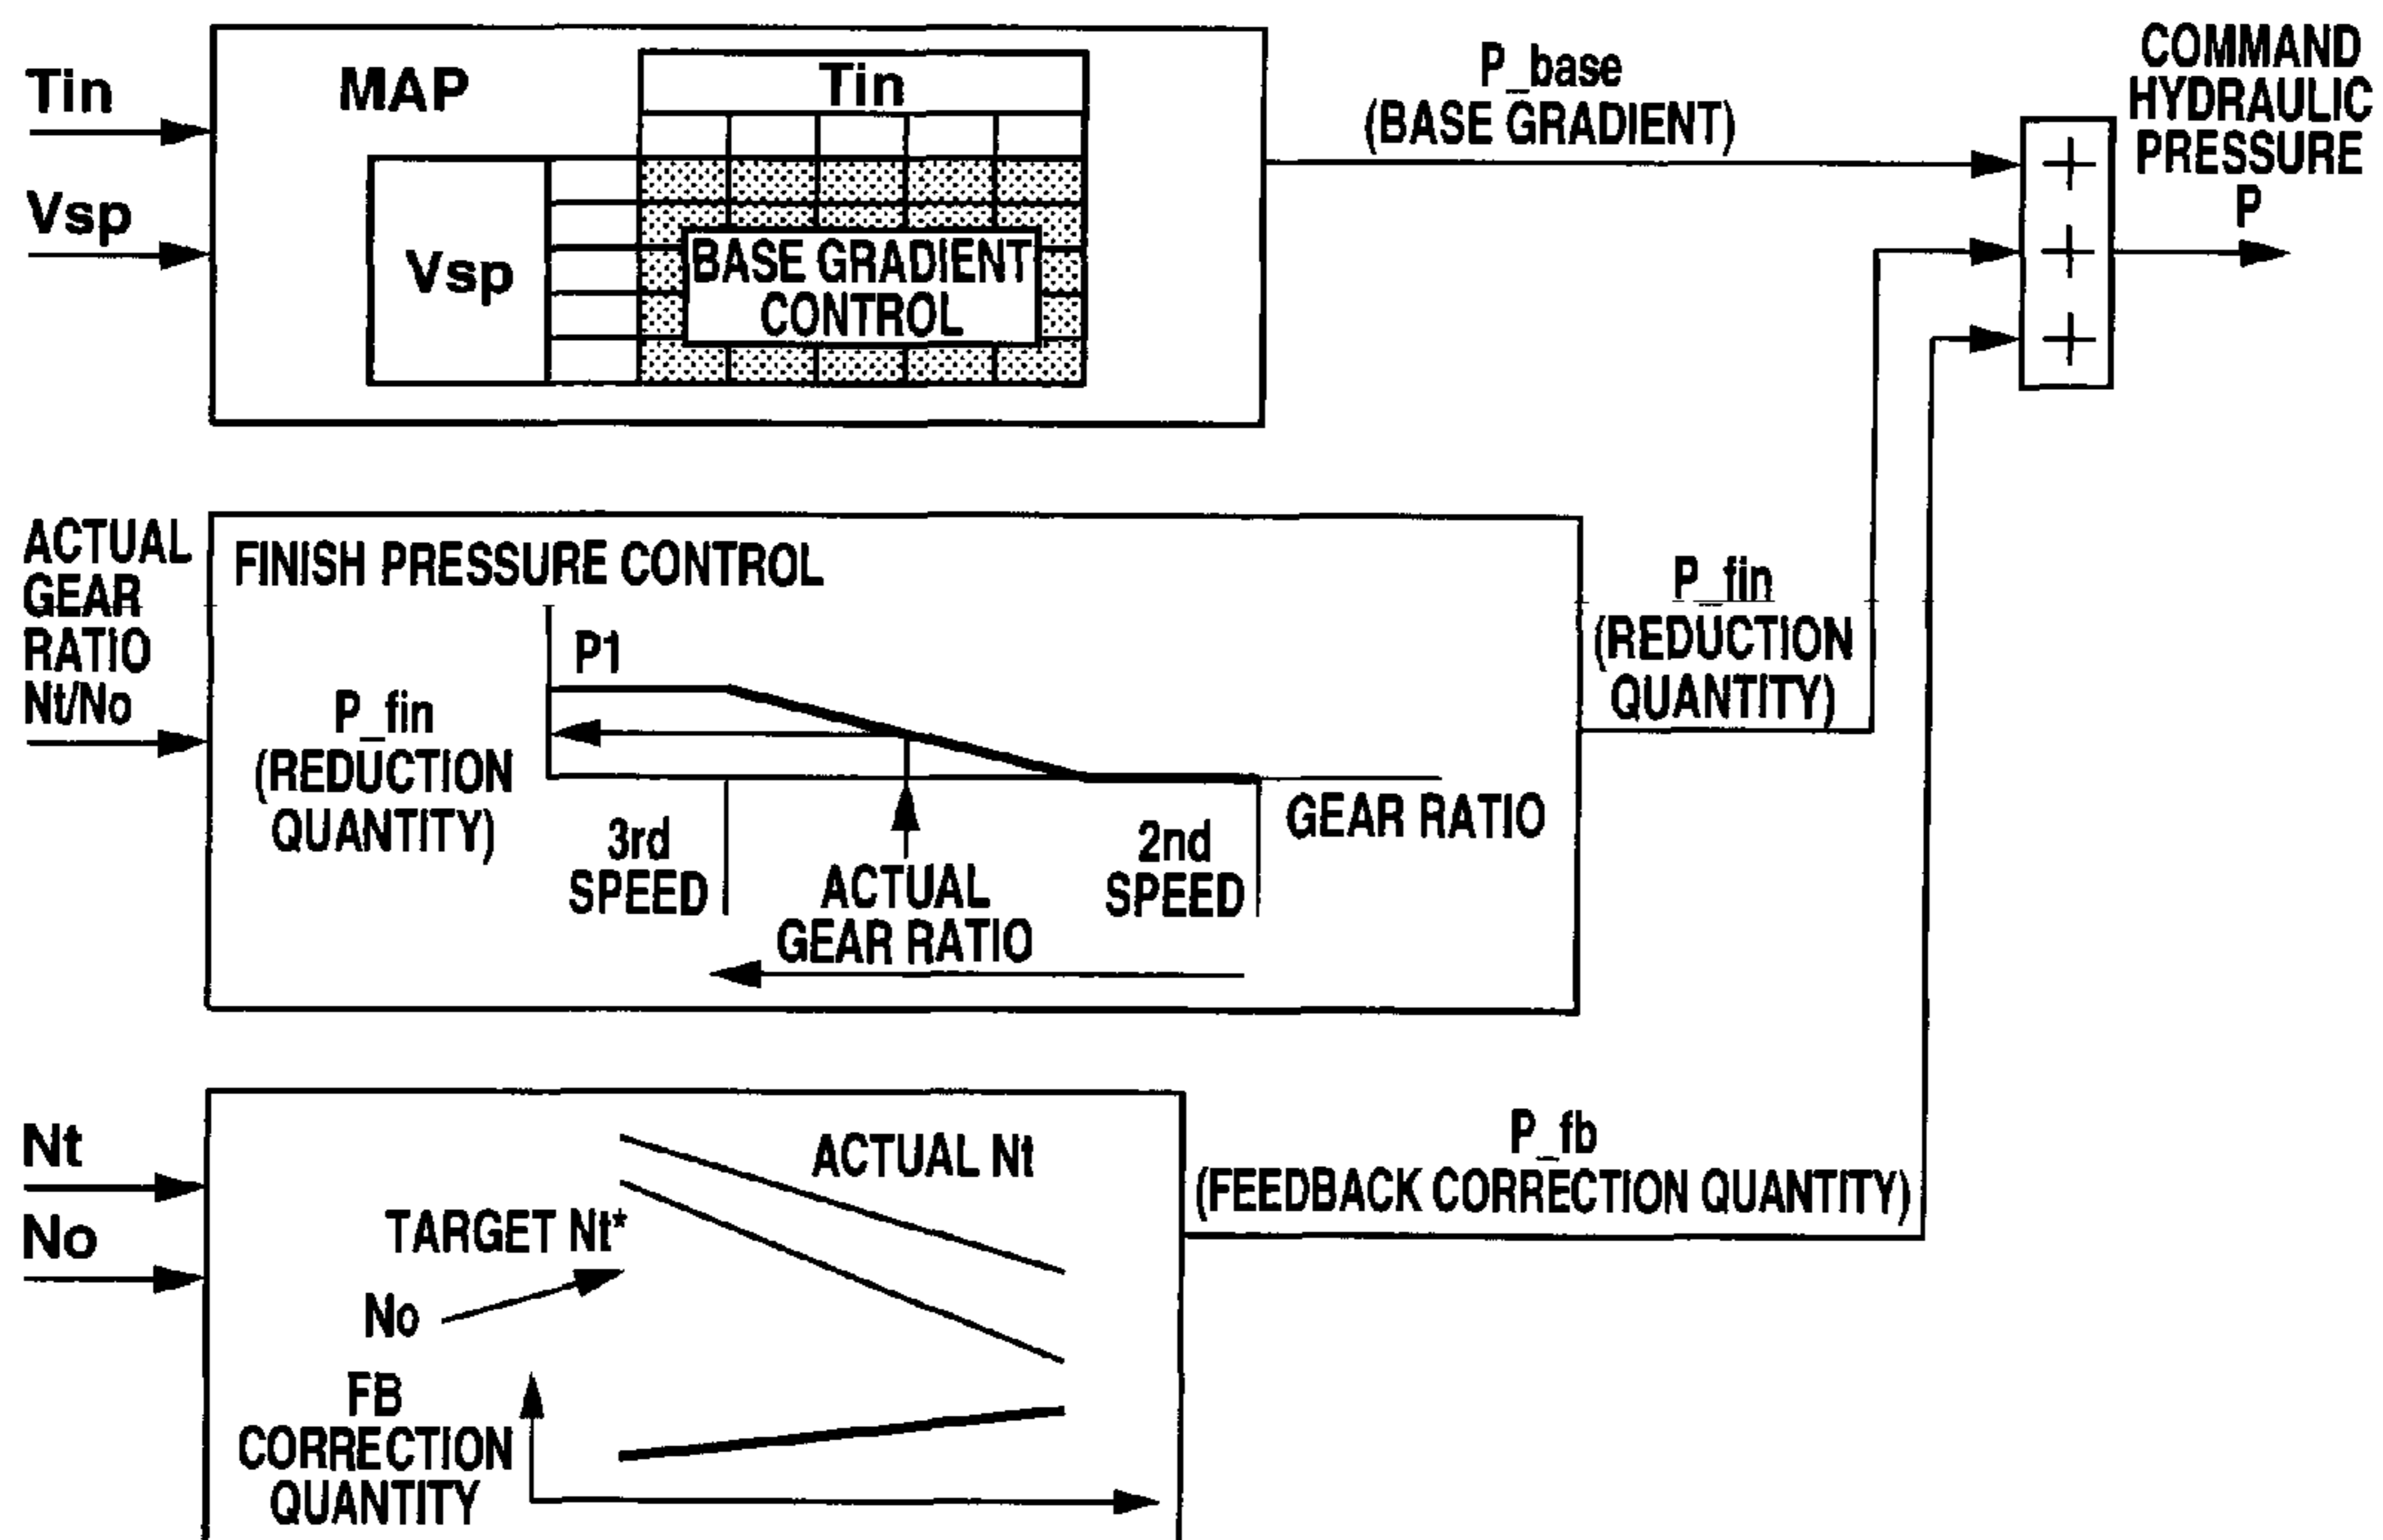 Tin
Vsp
MAP
Tin
Vsp
BASE GRADIENT
CONTROL
P_base
(BASE GRADIENT)
COMMAND
HYDRAULIC
PRESSURE
P
+
+
+
ACTUAL
GEAR
RATIO
Nt/No
FINISH PRESSURE CONTROL
P1
P_fin
(REDUCTION
QUANTITY)
3rd
SPEED
ACTUAL
GEAR RATIO
2nd
SPEED
GEAR RATIO
P_fin
(REDUCTION
QUANTITY)
Nt
No
ACTUAL Nt
TARGET Nt*
No
FB
CORRECTION
QUANTITY
P_fb
(FEEDBACK CORRECTION QUANTITY)